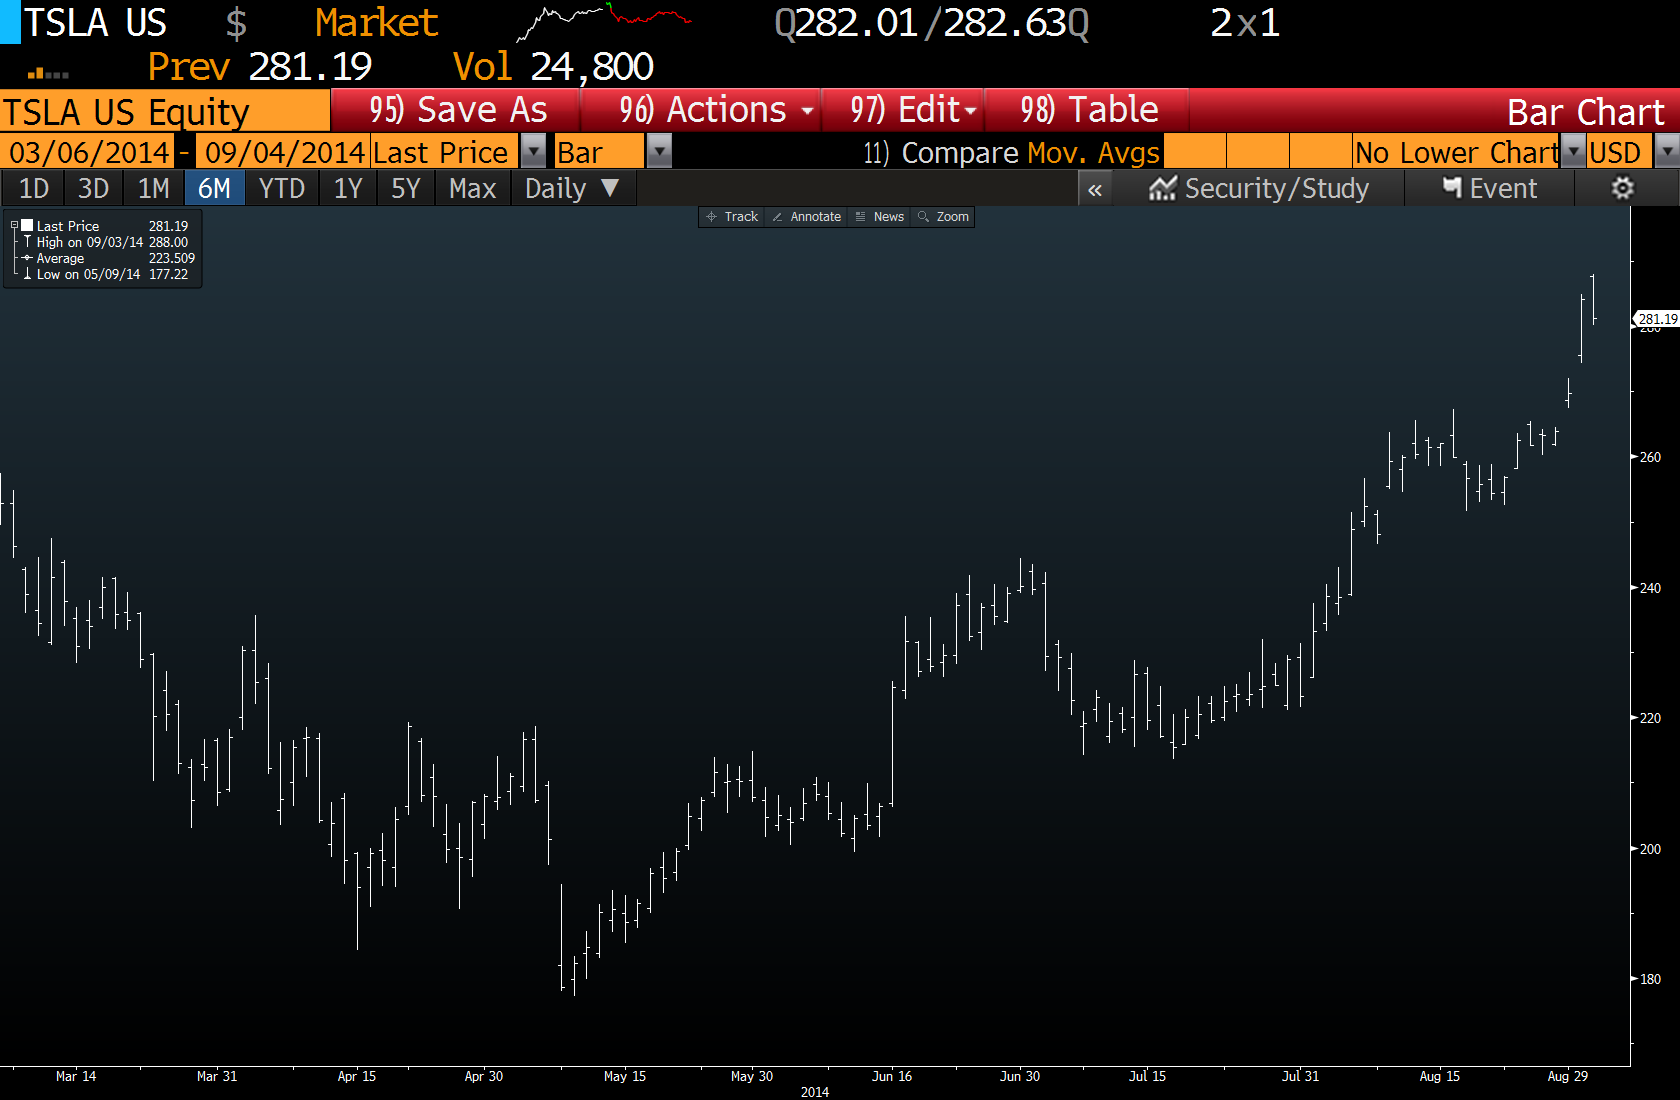 TSLA US $ Market Q282.01/282.63Q 2x1
Prev 281.19 Vol 24,800
TSLA US Equity 95) Save As 96) Actions 97) Edit 98) Table Bar Chart
03/06/2014 - 09/04/2014 Last Price Bar 11) Compare Mov. Avgs No Lower Chart USD
1D 3D 1M 6M YTD 1Y 5Y Max Daily ▼ « Security/Study Event
Track Annotate News Zoom
Last Price 281.19
High on 09/03/14 288.00
Average 223.509
Low on 05/09/14 177.22
281.19
280
260
240
220
200
180
Mar 14 Mar 31 Apr 15 Apr 30 May 15 May 30 Jun 16 Jun 30 Jul 15 Jul 31 Aug 15 Aug 29
2014